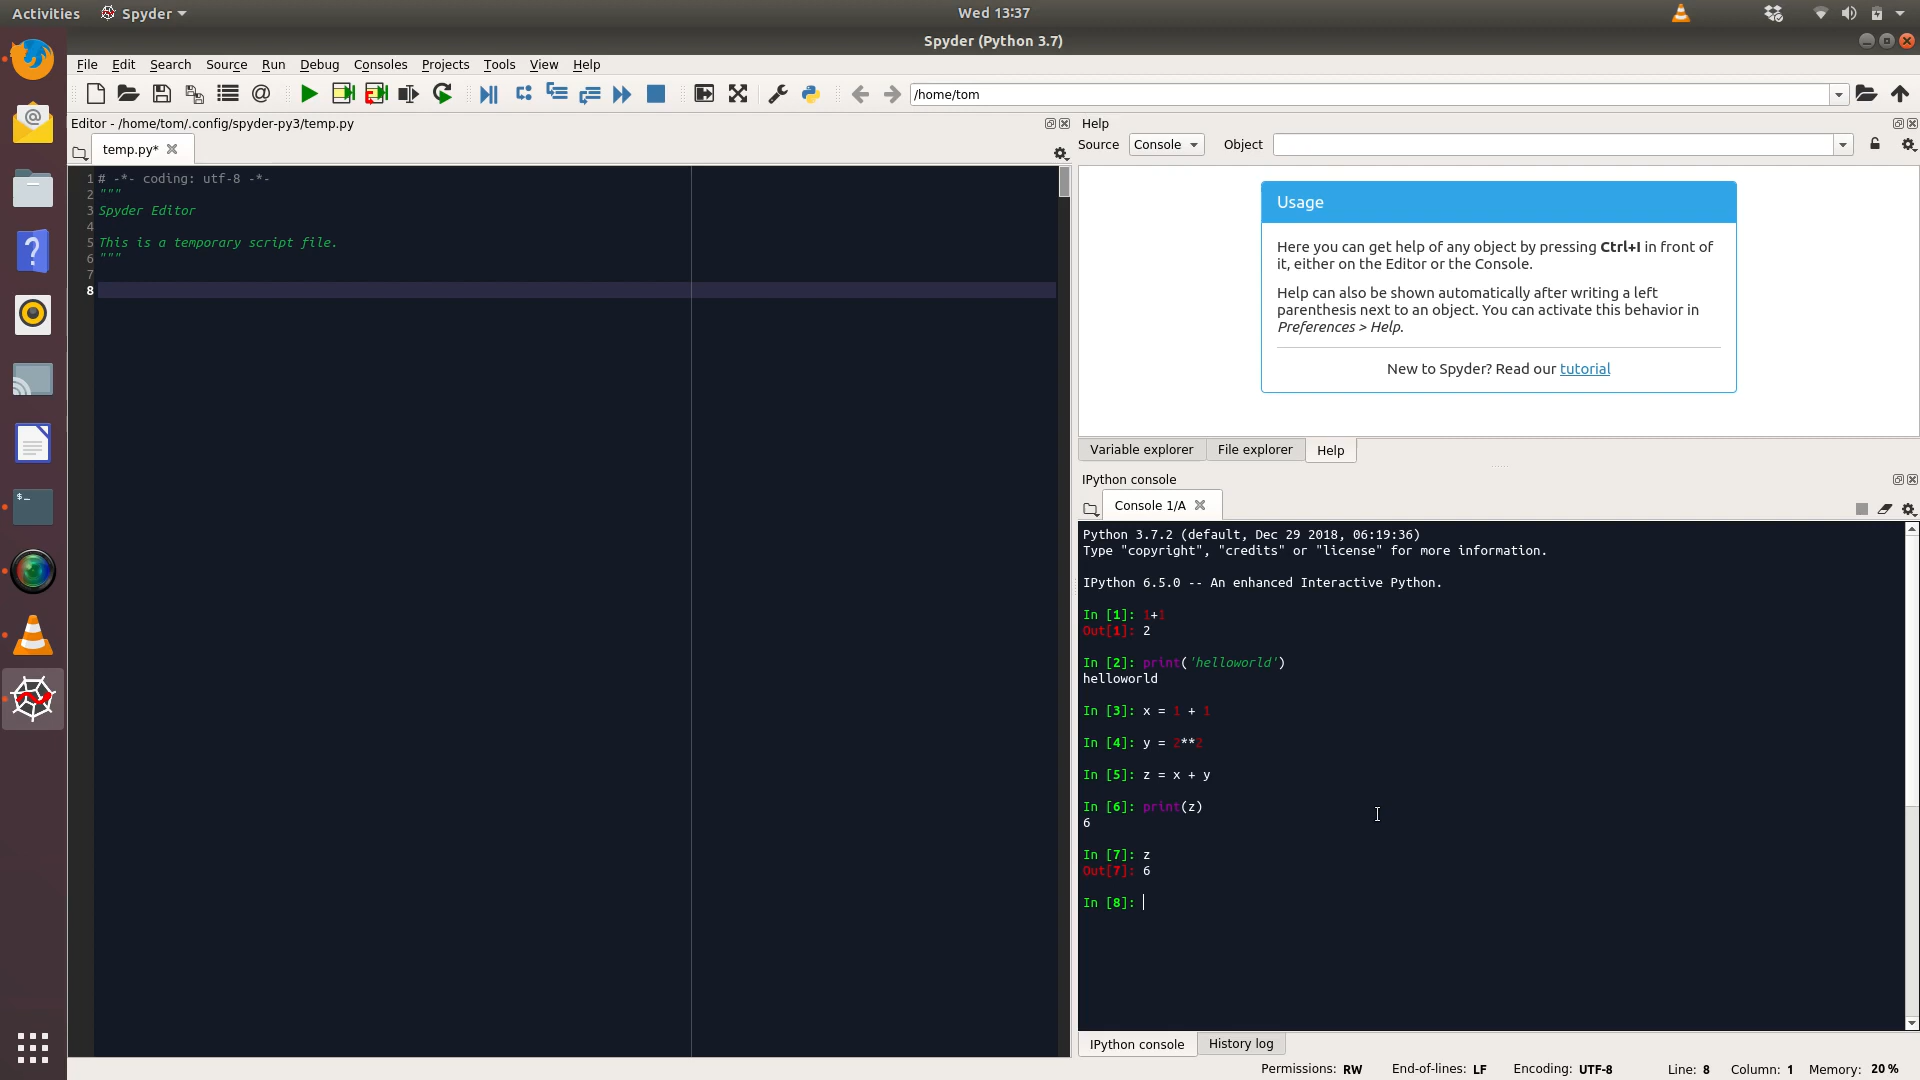 Activities Spyder Wed 13:37
Spyder (Python 3.7)
File Edit Search Source Run Debug Consoles Projects Tools View Help
/home/tom
Editor - /home/tom/.config/spyder-py3/temp.py
temp.py*
1 # -*- coding: utf-8 -*-
2 """
3 Spyder Editor
4
5 This is a temporary script file.
6 """
7
8
Help
Source Console Object
Usage
Here you can get help of any object by pressing Ctrl+I in front of
it, either on the Editor or the Console.
Help can also be shown automatically after writing a left
parenthesis next to an object. You can activate this behavior in
Preferences > Help.
New to Spyder? Read our tutorial
Variable explorer File explorer Help
IPython console
Console 1/A
Python 3.7.2 (default, Dec 29 2018, 06:19:36)
Type "copyright", "credits" or "license" for more information.
IPython 6.5.0 -- An enhanced Interactive Python.
In [1]: 1+1
Out[1]: 2
In [2]: print('helloworld')
helloworld
In [3]: x = 1 + 1
In [4]: y = 2**2
In [5]: z = x + y
In [6]: print(z)
6
In [7]: z
Out[7]: 6
In [8]:
IPython console History log
Permissions: RW End-of-lines: LF Encoding: UTF-8 Line: 8 Column: 1 Memory: 20 %